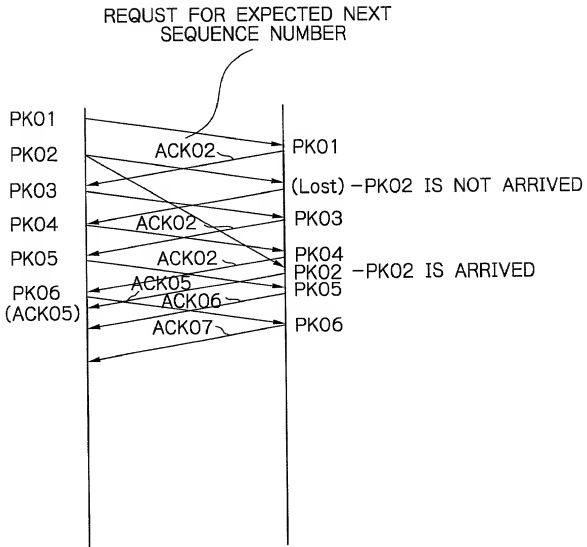 REQUST FOR EXPECTED NEXT
SEQUENCE NUMBER
PK01
ACK02
PK01
PK02
(Lost) -PK02 IS NOT ARRIVED
PK03
ACK02
PK03
PK04
ACK02
PK04
PK05
PK02 -PK02 IS ARRIVED
ACK05
PK05
PK06
ACK06
(ACK05)
ACK07
PK06